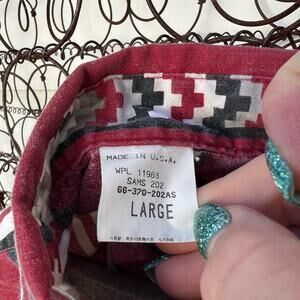 MADE IN U.S.A.
WPL 11963
SAMS 202
66-370-202AS
LARGE